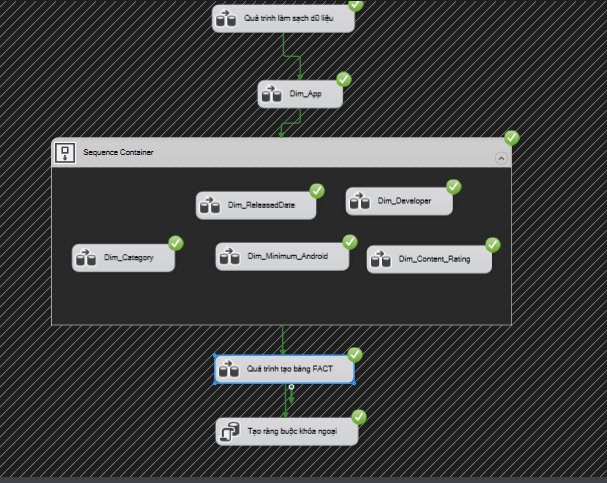 Quá trình làm sạch dữ liệu
Dim_App
Sequence Container
Dim_ReleasedDate
Dim_Developer
Dim_Category
Dim_Minimum_Android
Dim_Content_Rating
Quá trình tạo bảng FACT
Tạo ràng buộc khóa ngoại